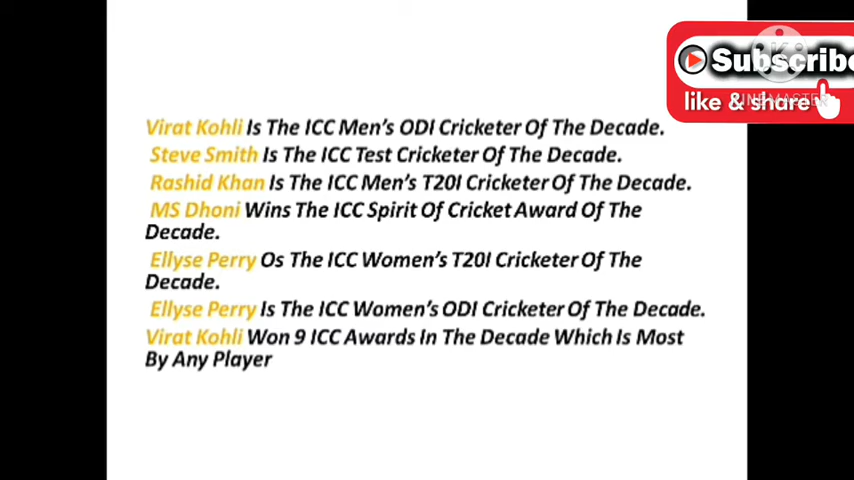 Subscribe
like & share
KINEMASTER
Virat Kohli Is The ICC Men's ODI Cricketer Of The Decade.
Steve Smith Is The ICC Test Cricketer Of The Decade.
Rashid Khan Is The ICC Men's T20I Cricketer Of The Decade.
MS Dhoni Wins The ICC Spirit Of Cricket Award Of The
Decade.
Ellyse Perry Os The ICC Women's T20I Cricketer Of The
Decade.
Ellyse Perry Is The ICC Women's ODI Cricketer Of The Decade.
Virat Kohli Won 9 ICC Awards In The Decade Which Is Most
By Any Player